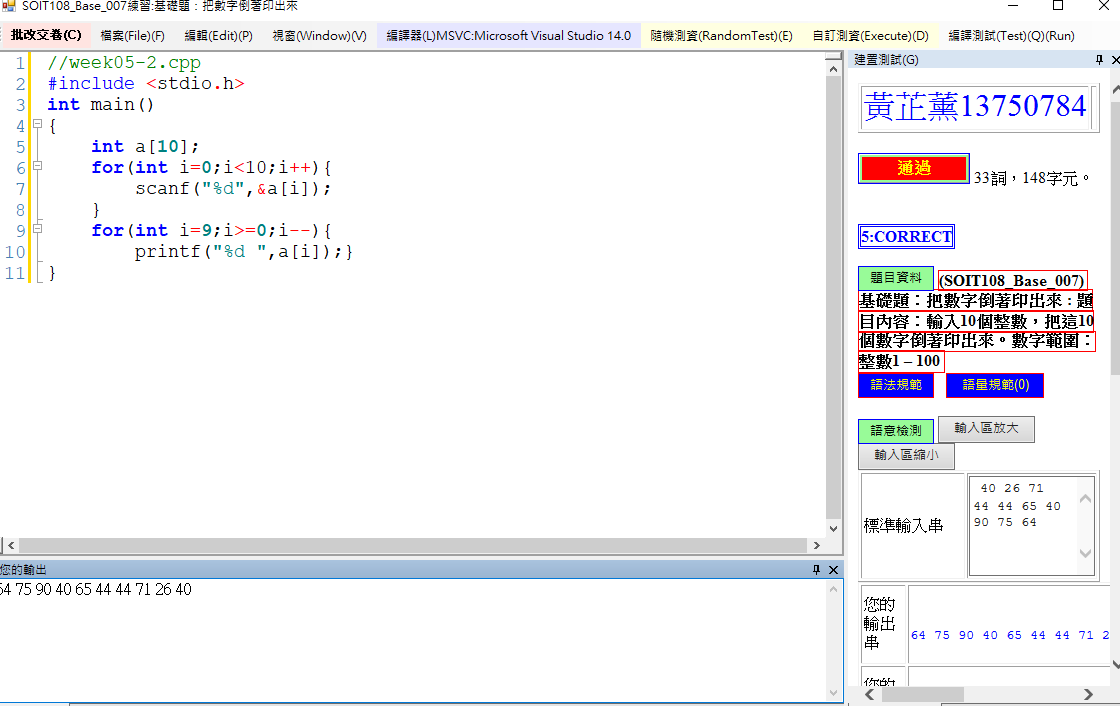 SOIT108_Base_007練習:基礎題：把數字倒著印出來
批改交卷(C) 檔案(File)(F) 編輯(Edit)(P) 視窗(Window)(V) 編譯器(L)MSVC:Microsoft Visual Studio 14.0 隨機測資(RandomTest)(E) 自訂測資(Execute)(D) 編譯測試(Test)(Q)(Run)
1 //week05-2.cpp
2 #include <stdio.h>
3 int main()
4 {
5 int a[10];
6 for(int i=0;i<10;i++){
7 scanf("%d",&a[i]);
8 }
9 for(int i=9;i>=0;i--){
10 printf("%d ",a[i]);}
11 }
您的輸出
64 75 90 40 65 44 44 71 26 40
建置測試(G)
黃芷薰13750784
通過 33詞，148字元。
5:CORRECT
題目資料 (SOIT108_Base_007)
基礎題：把數字倒著印出來：題
目內容：輸入10個整數，把這10
個數字倒著印出來。數字範圍：
整數1 – 100
語法規範 語量規範(0)
語意檢測 輸入區放大
輸入區縮小
標準輸入串
40 26 71
44 44 65 40
90 75 64
您的
輸出
串
64 75 90 40 65 44 44 71 2
您的